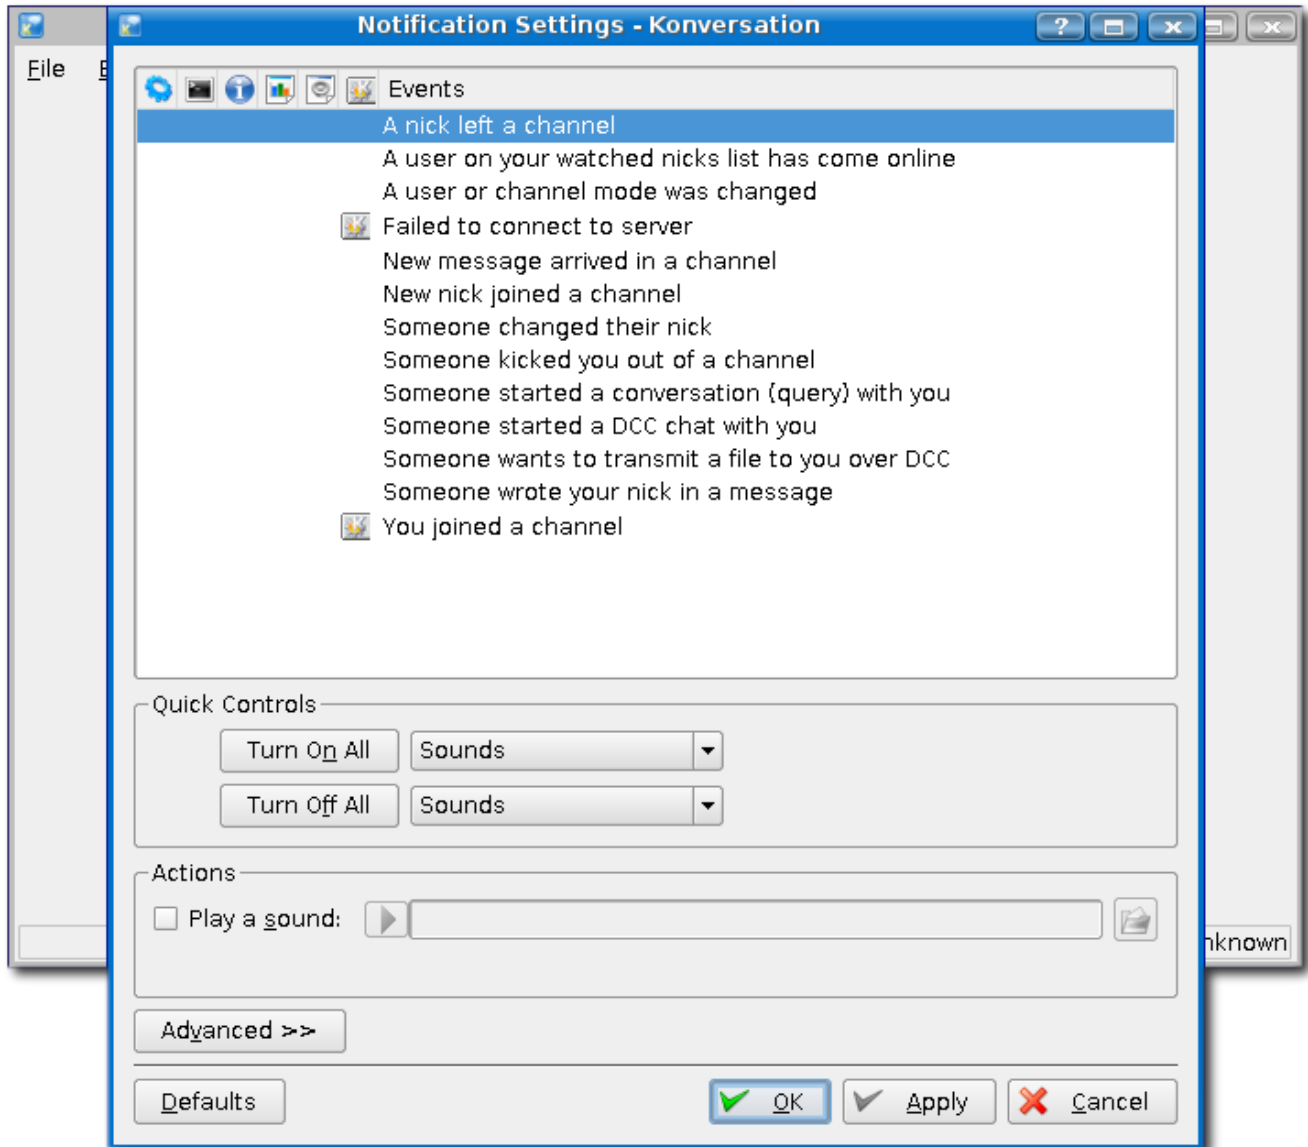 Notification Settings - Konversation
File
Events
A nick left a channel
A user on your watched nicks list has come online
A user or channel mode was changed
Failed to connect to server
New message arrived in a channel
New nick joined a channel
Someone changed their nick
Someone kicked you out of a channel
Someone started a conversation (query) with you
Someone started a DCC chat with you
Someone wants to transmit a file to you over DCC
Someone wrote your nick in a message
You joined a channel
Quick Controls
Turn On All Sounds
Turn Off All Sounds
Actions
Play a sound:
nknown
Advanced >>
Defaults OK Apply Cancel